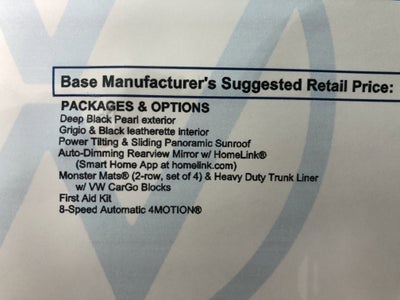 Base Manufacturer's Suggested Retail Price:
PACKAGES & OPTIONS
Deep Black Pearl exterior
Grigio & Black leatherette interior
Power Tilting & Sliding Panoramic Sunroof
Auto-Dimming Rearview Mirror w/ HomeLink®
(Smart Home App at homelink.com)
Monster Mats® (2-row, set of 4) & Heavy Duty Trunk Liner
w/ VW CarGo Blocks
First Aid Kit
8-Speed Automatic 4MOTION®